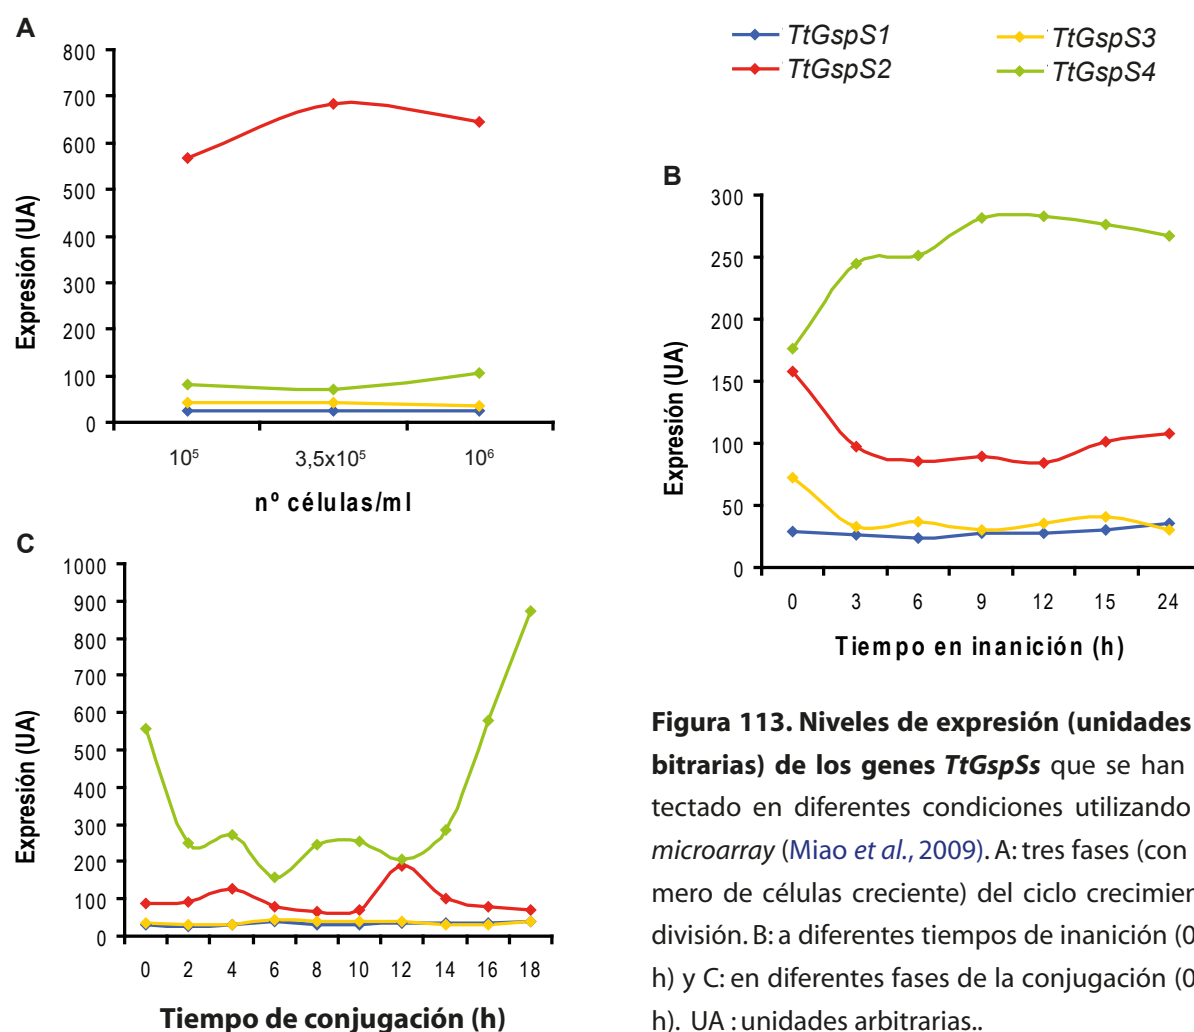 A
800
700
600
500
400
300
200
100
0
Expresión (UA)
10⁵ 3,5x10⁵ 10⁶
nº células/ml
TtGspS1 TtGspS3
TtGspS2 TtGspS4
B
300
250
200
150
100
50
0
Expresión (UA)
0 3 6 9 12 15 24
Tiempo en inanición (h)
C
1000
900
800
700
600
500
400
300
200
100
0
Expresión (UA)
0 2 4 6 8 10 12 14 16 18
Tiempo de conjugación (h)
Figura 113. Niveles de expresión (unidades
bitrarias) de los genes TtGspSs que se han
tectado en diferentes condiciones utilizando
microarray (Miao et al., 2009). A: tres fases (con
mero de células creciente) del ciclo crecimien
división. B: a diferentes tiempos de inanición (0
h) y C: en diferentes fases de la conjugación (0
h). UA : unidades arbitrarias..